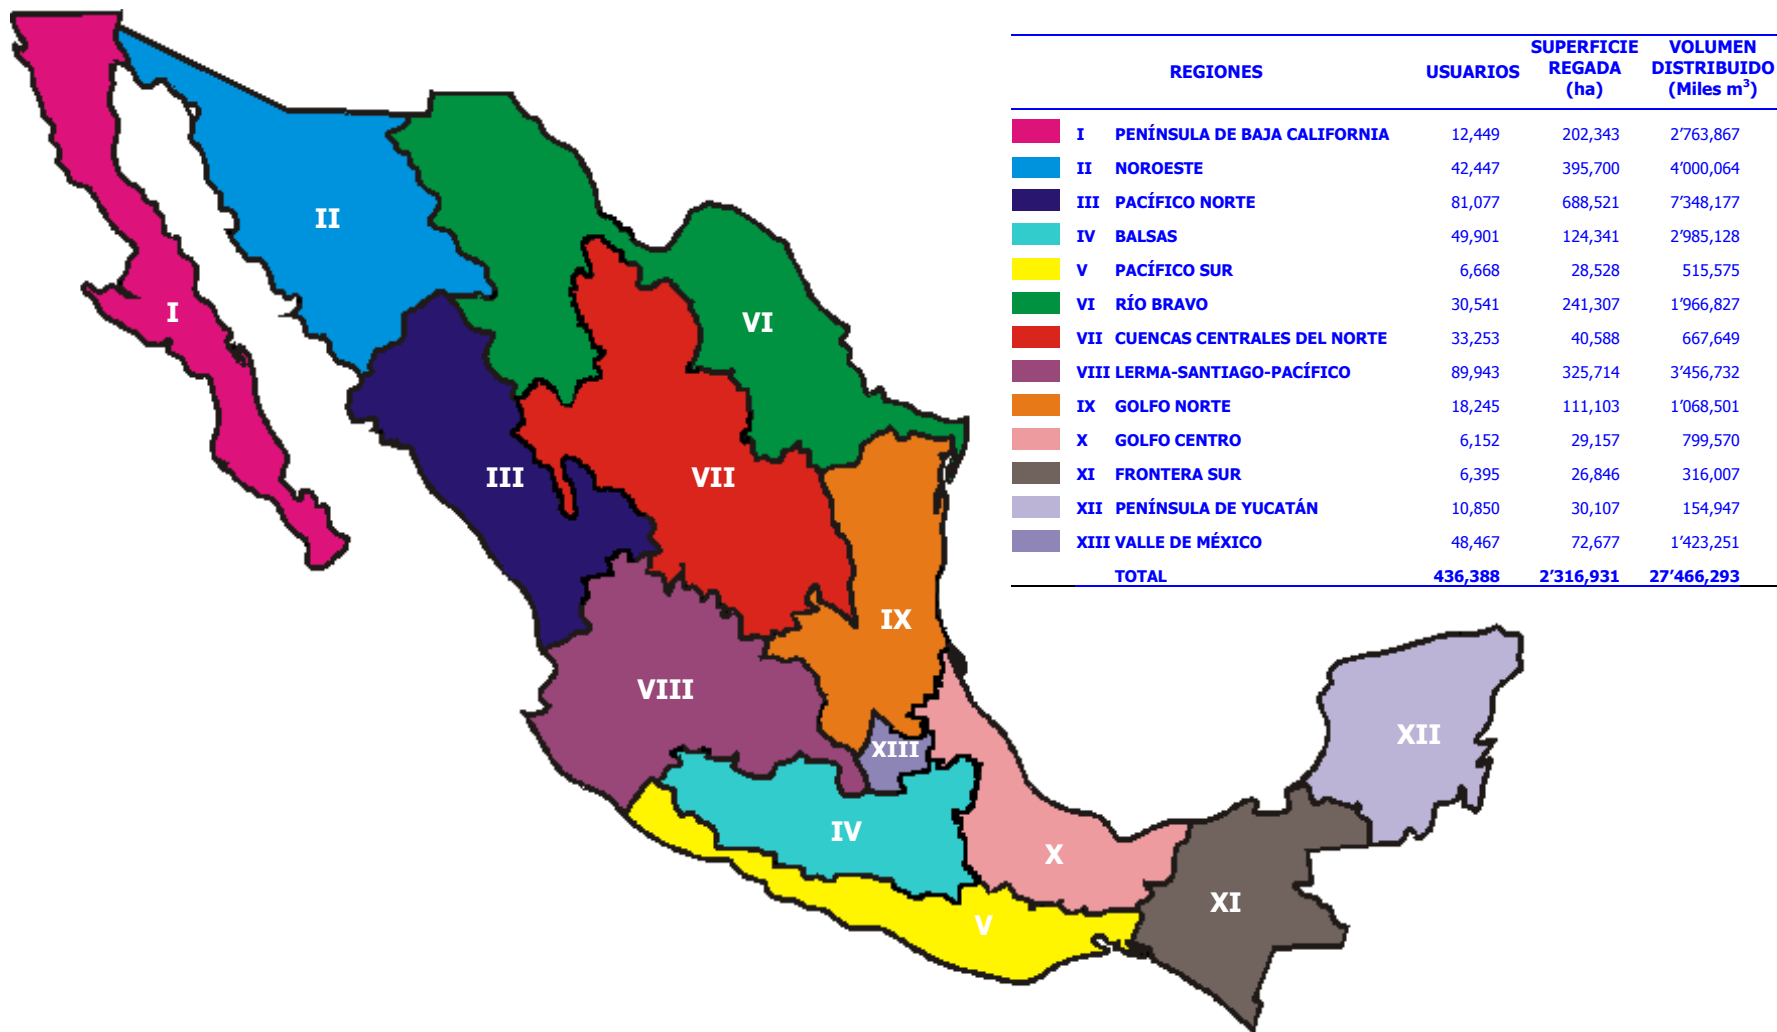 REGIONES USUARIOS SUPERFICIE REGADA (ha) VOLUMEN DISTRIBUIDO (Miles m³)
I PENÍNSULA DE BAJA CALIFORNIA 12,449 202,343 2’763,867
II NOROESTE 42,447 395,700 4’000,064
III PACÍFICO NORTE 81,077 688,521 7’348,177
IV BALSAS 49,901 124,341 2’985,128
V PACÍFICO SUR 6,668 28,528 515,575
VI RÍO BRAVO 30,541 241,307 1’966,827
VII CUENCAS CENTRALES DEL NORTE 33,253 40,588 667,649
VIII LERMA-SANTIAGO-PACÍFICO 89,943 325,714 3’456,732
IX GOLFO NORTE 18,245 111,103 1’068,501
X GOLFO CENTRO 6,152 29,157 799,570
XI FRONTERA SUR 6,395 26,846 316,007
XII PENÍNSULA DE YUCATÁN 10,850 30,107 154,947
XIII VALLE DE MÉXICO 48,467 72,677 1’423,251
TOTAL 436,388 2’316,931 27’466,293
II
I
VI
III
VII
IX
VIII
XII
XIII
IV
X
XI
V